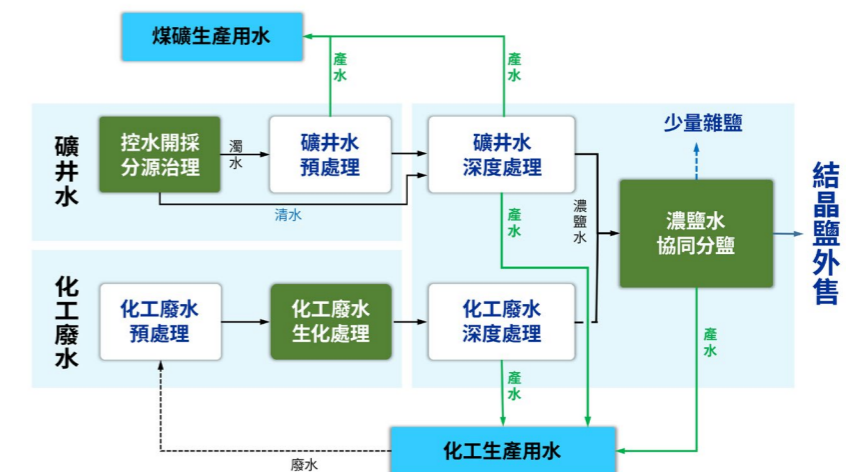 煤礦生產用水
產水
產水
礦井水
控水開採
分源治理
濁水
礦井水
預處理
礦井水
深度處理
清水
產水
濃鹽水
少量雜鹽
濃鹽水
協同分鹽
結晶鹽外售
化工廢水
化工廢水
預處理
化工廢水
生化處理
化工廢水
深度處理
產水
產水
化工生產用水
廢水